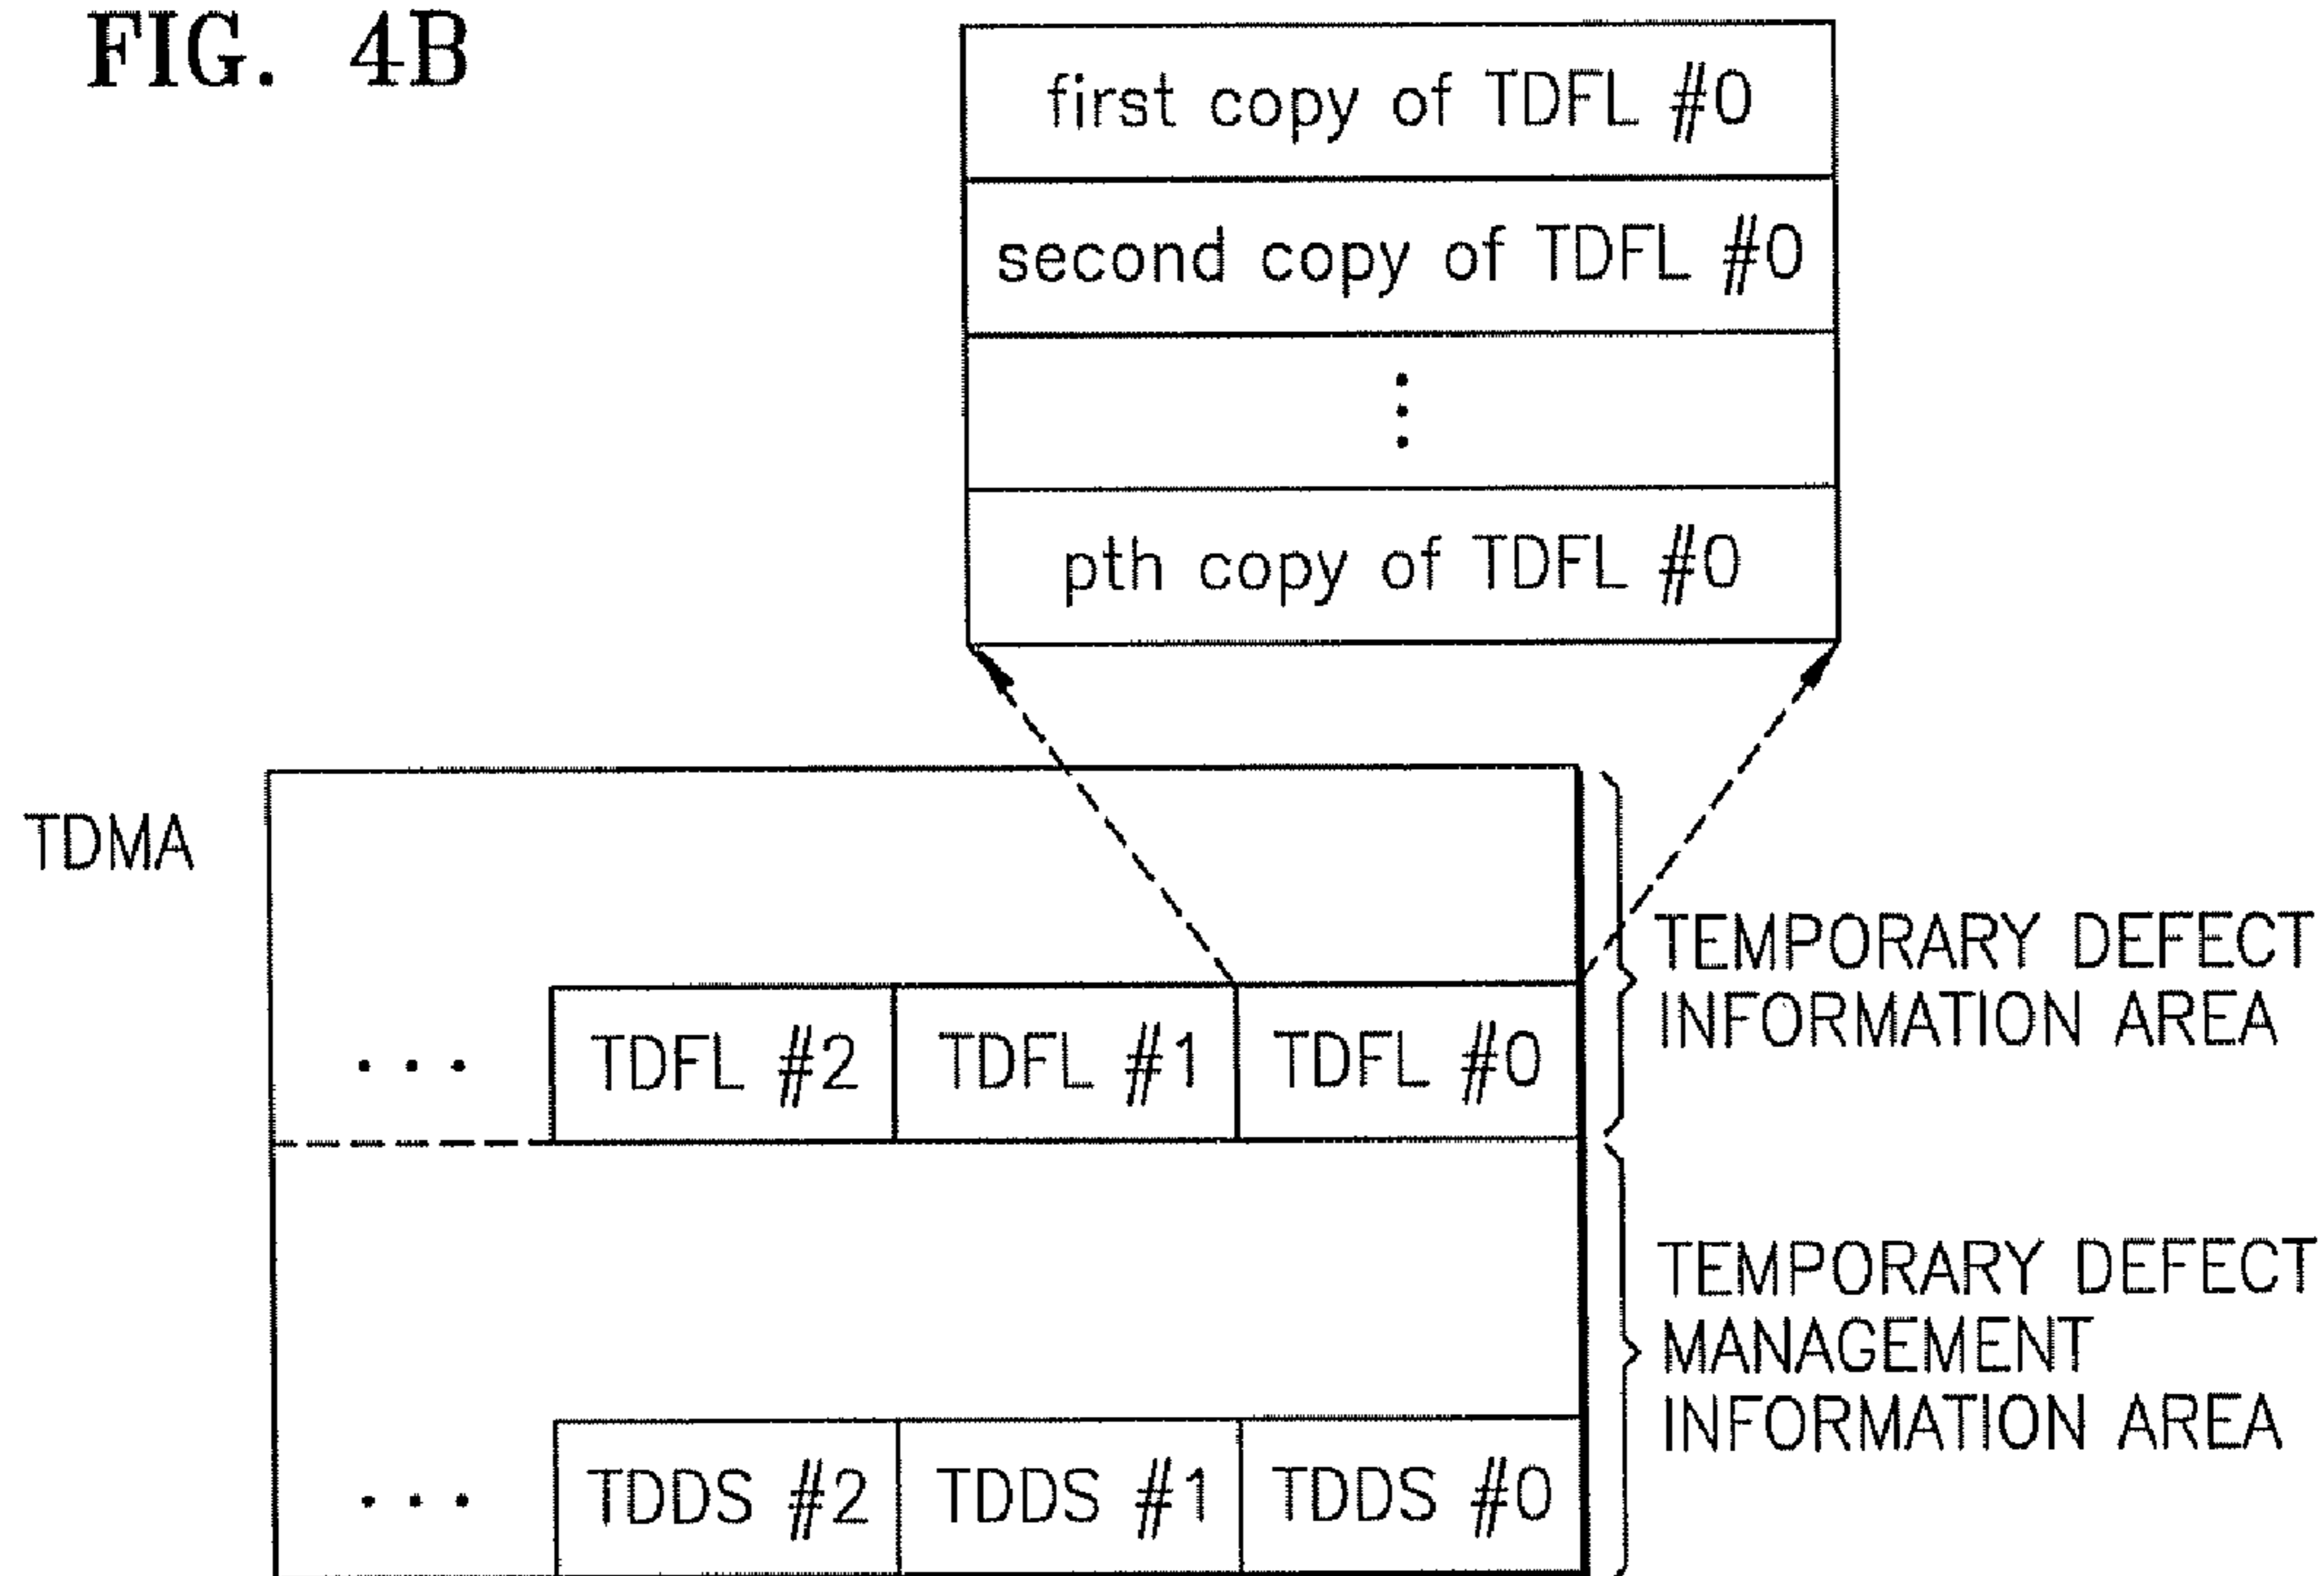 FIG. 4B
first copy of TDFL #0
second copy of TDFL #0
⋮
pth copy of TDFL #0
TDMA
TEMPORARY DEFECT
INFORMATION AREA
... TDFL #2 TDFL #1 TDFL #0
TEMPORARY DEFECT
MANAGEMENT
INFORMATION AREA
... TDDS #2 TDDS #1 TDDS #0